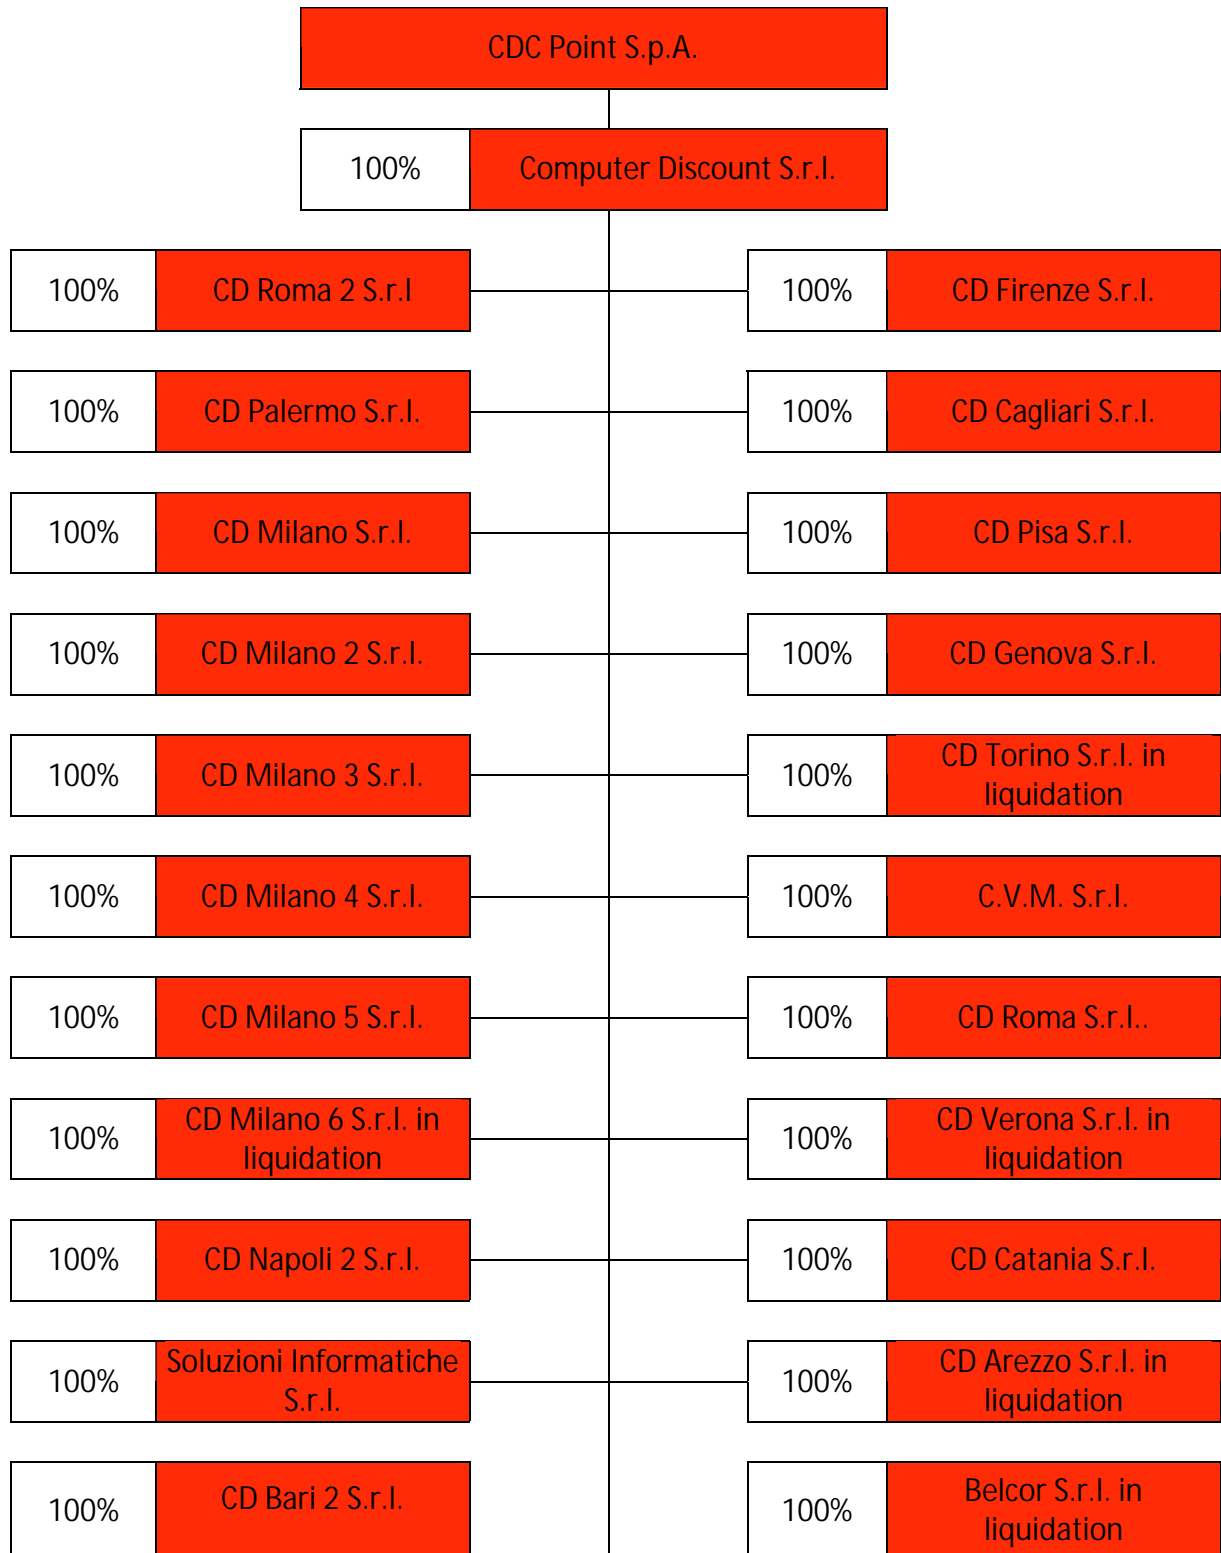 CDC Point S.p.A.
100% Computer Discount S.r.l.
100% CD Roma 2 S.r.l 100% CD Firenze S.r.l.
100% CD Palermo S.r.l. 100% CD Cagliari S.r.l.
100% CD Milano S.r.l. 100% CD Pisa S.r.l.
100% CD Milano 2 S.r.l. 100% CD Genova S.r.l.
100% CD Milano 3 S.r.l. 100% CD Torino S.r.l. in
liquidation
100% CD Milano 4 S.r.l. 100% C.V.M. S.r.l.
100% CD Milano 5 S.r.l. 100% CD Roma S.r.l..
100% CD Milano 6 S.r.l. in
liquidation
100% CD Verona S.r.l. in
liquidation
100% CD Napoli 2 S.r.l. 100% CD Catania S.r.l.
100% Soluzioni Informatiche
S.r.l.
100% CD Arezzo S.r.l. in
liquidation
100% CD Bari 2 S.r.l. 100% Belcor S.r.l. in
liquidation